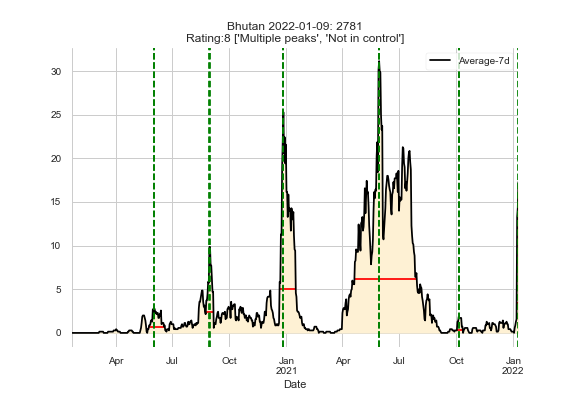 Bhutan 2022-01-09: 2781
Rating:8 ['Multiple peaks', 'Not in control']
Average-7d
30
25
20
15
10
5
0
Apr Jul Oct Jan Apr Jul Oct Jan
2021 2022
Date